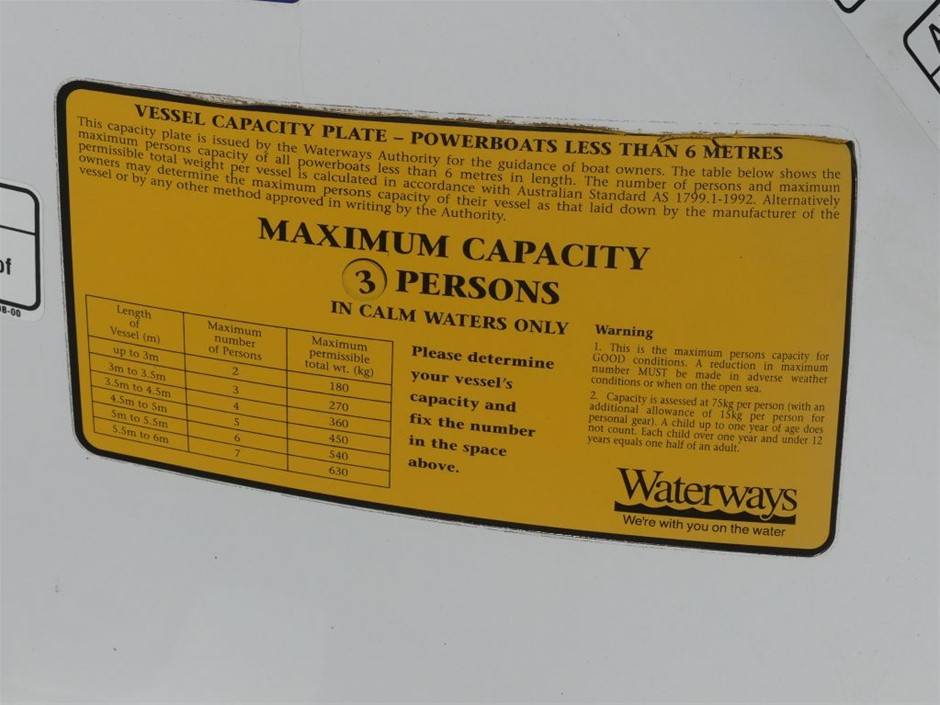 VESSEL CAPACITY PLATE – POWERBOATS LESS THAN 6 METRES
This capacity plate is issued by the Waterways Authority for the guidance of boat owners. The table below shows the
maximum persons capacity of all powerboats less than 6 metres in length. The number of persons and maximum
permissible total weight per vessel is calculated in accordance with Australian Standard AS 1799.1-1992. Alternatively
owners may determine the maximum persons capacity of their vessel as that laid down by the manufacturer of the
vessel or by any other method approved in writing by the Authority.
MAXIMUM CAPACITY
3 PERSONS
IN CALM WATERS ONLY
Length of Vessel (m) Maximum number of Persons Maximum permissible total wt. (kg)
up to 3m 2 180
3m to 3.5m 3 270
3.5m to 4.5m 4 360
4.5m to 5m 5 450
5m to 5.5m 6 540
5.5m to 6m 7 630
Please determine
your vessel's
capacity and
fix the number
in the space
above.
Warning
1. This is the maximum persons capacity for
GOOD conditions. A reduction in maximum
number MUST be made in adverse weather
conditions or when on the open sea.
2. Capacity is assessed at 75kg per person (with an
additional allowance of 15kg per person for
personal gear). A child up to one year of age does
not count. Each child over one year and under 12
years equals one half of an adult.
Waterways
We're with you on the water
of